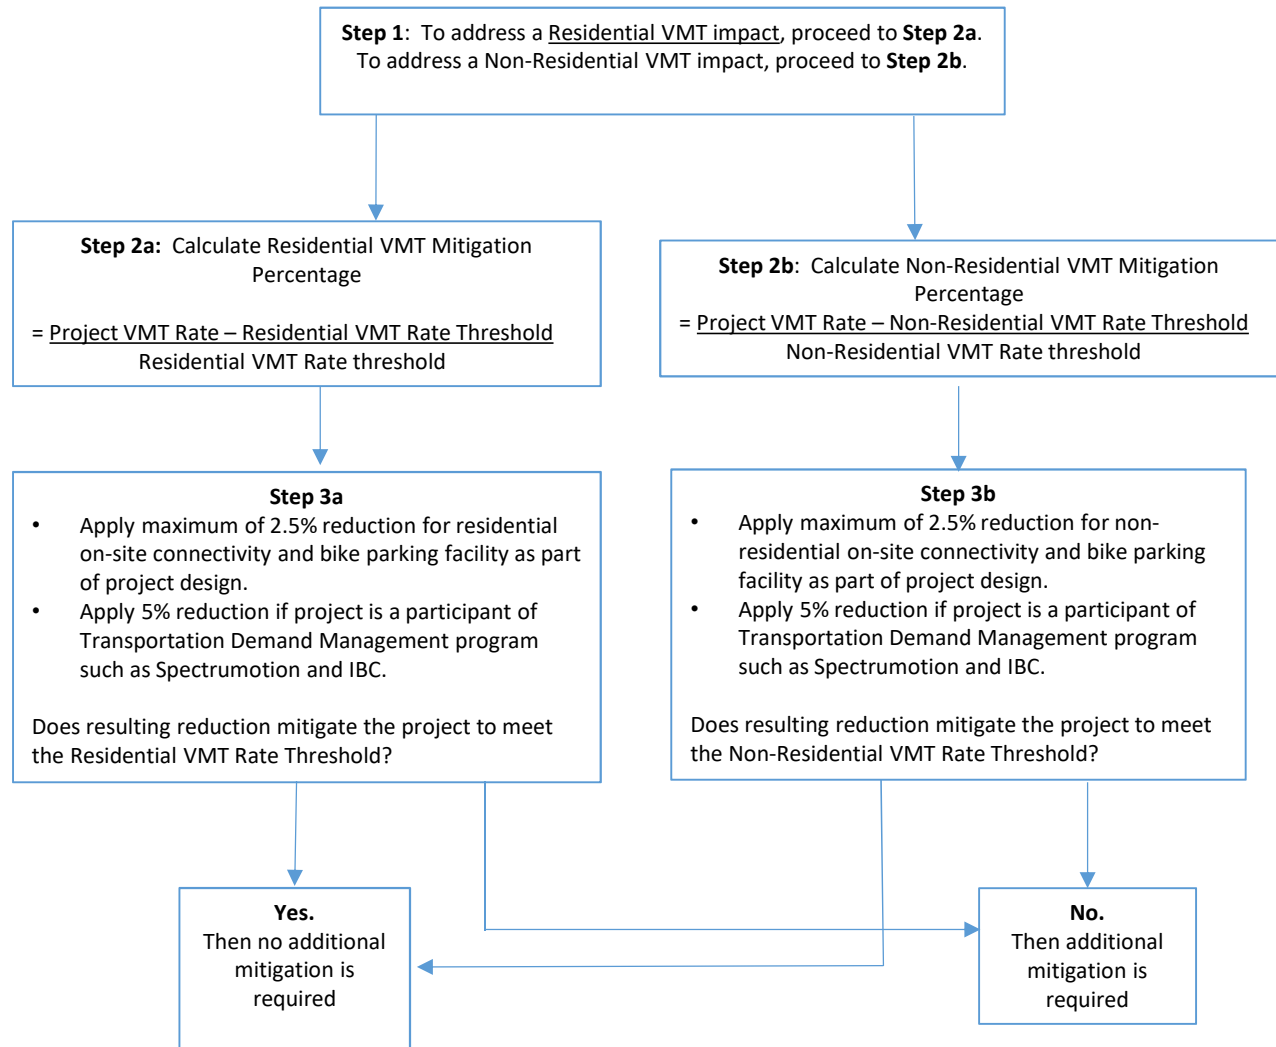 Step 1:  To address a Residential VMT impact, proceed to Step 2a.
To address a Non-Residential VMT impact, proceed to Step 2b.
Step 2a:  Calculate Residential VMT Mitigation
Percentage
= Project VMT Rate – Residential VMT Rate Threshold
Residential VMT Rate threshold
Step 2b:  Calculate Non-Residential VMT Mitigation
Percentage
= Project VMT Rate – Non-Residential VMT Rate Threshold
Non-Residential VMT Rate threshold
Step 3a
• Apply maximum of 2.5% reduction for residential
on-site connectivity and bike parking facility as part
of project design.
• Apply 5% reduction if project is a participant of
Transportation Demand Management program
such as Spectrumotion and IBC.
Does resulting reduction mitigate the project to meet
the Residential VMT Rate Threshold?
Step 3b
• Apply maximum of 2.5% reduction for non-
residential on-site connectivity and bike parking
facility as part of project design.
• Apply 5% reduction if project is a participant of
Transportation Demand Management program
such as Spectrumotion and IBC.
Does resulting reduction mitigate the project to meet
the Non-Residential VMT Rate Threshold?
Yes.
Then no additional
mitigation is
required
No.
Then additional
mitigation is
required